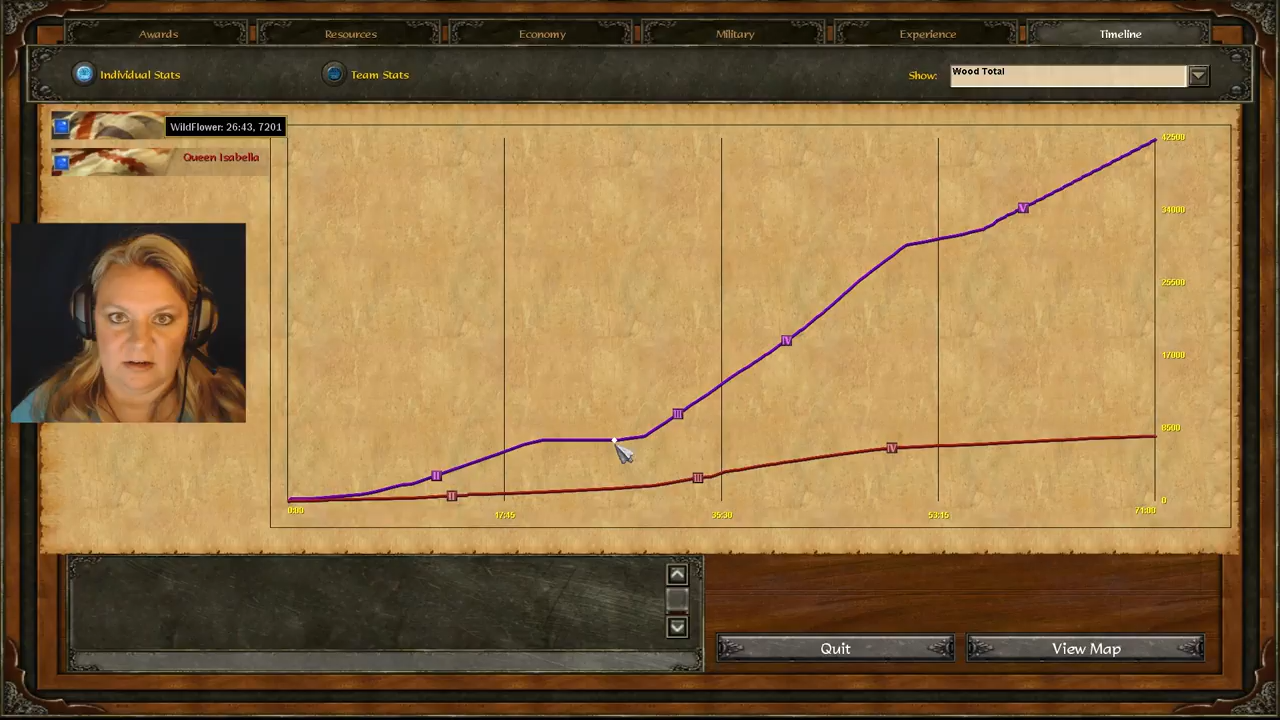 Awards
Resources
Economy
Military
Experience
Timeline
Individual Stats
Team Stats
Show:
Wood Total
WildFlower: 26:43, 7201
Queen Isabella
42500
34000
25500
17000
8500
0
II
III
IV
V
II
III
IV
0:00
17:45
35:30
53:15
71:00
Quit
View Map